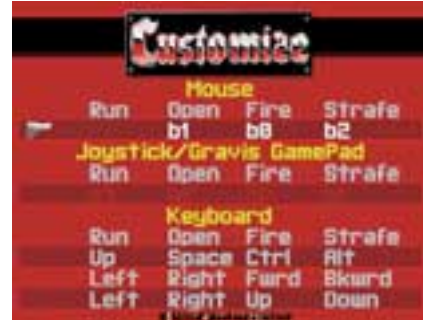 Customize
Mouse
Run Open Fire Strafe
b1 b0 b2
Joystick/Gravis GamePad
Run Open Fire Strafe
Keyboard
Run Open Fire Strafe
Up Space Ctrl Alt
Left Right Fwrd Bkwrd
Left Right Up Down